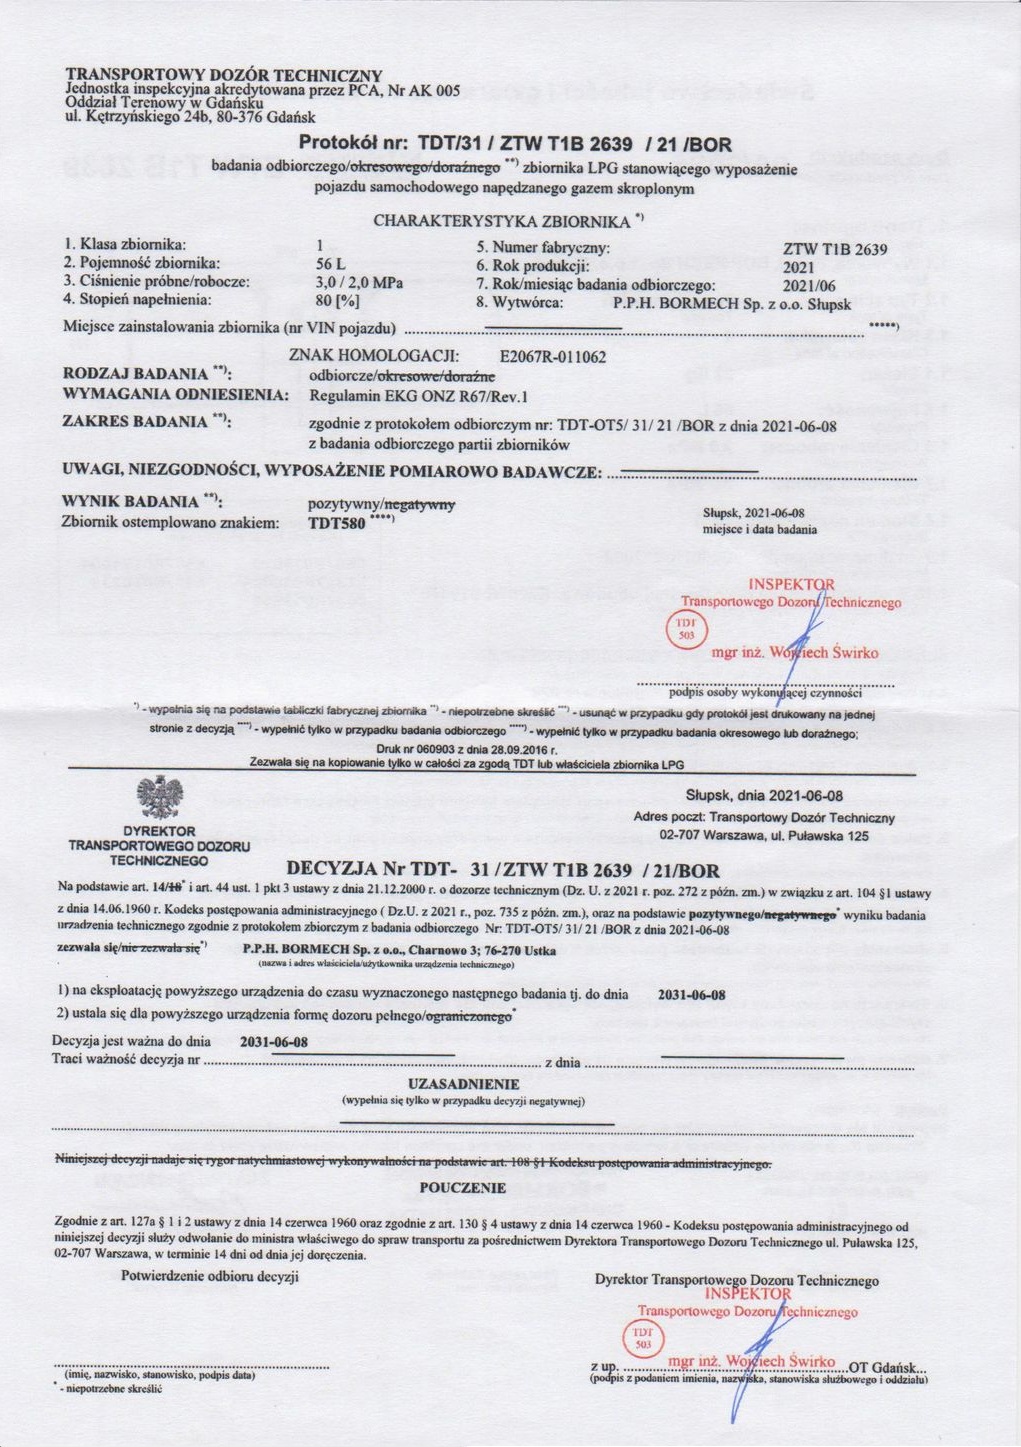 TRANSPORTOWY DOZÓR TECHNICZNY
Jednostka inspekcyjna akredytowana przez PCA, Nr AK 005
Oddział Terenowy w Gdańsku
ul. Kętrzyńskiego 24b, 80-376 Gdańsk
Protokół nr: TDT/31 / ZTW T1B 2639 / 21 /BOR
badania odbiorczego/okresowego/doraźnego **) zbiornika LPG stanowiącego wyposażenie
pojazdu samochodowego napędzanego gazem skroplonym
CHARAKTERYSTYKA ZBIORNIKA *)
1. Klasa zbiornika: 1 5. Numer fabryczny: ZTW T1B 2639
2. Pojemność zbiornika: 56 L 6. Rok produkcji: 2021
3. Ciśnienie próbne/robocze: 3,0 / 2,0 MPa 7. Rok/miesiąc badania odbiorczego: 2021/06
4. Stopień napełnienia: 80 [%] 8. Wytwórca: P.P.H. BORMECH Sp. z o.o. Słupsk
Miejsce zainstalowania zbiornika (nr VIN pojazdu) *****)
ZNAK HOMOLOGACJI: E2067R-011062
RODZAJ BADANIA **): odbiorcze/okresowe/doraźne
WYMAGANIA ODNIESIENIA: Regulamin EKG ONZ R67/Rev.1
ZAKRES BADANIA **): zgodnie z protokołem odbiorczym nr: TDT-OT5/ 31/ 21 /BOR z dnia 2021-06-08
z badania odbiorczego partii zbiorników
UWAGI, NIEZGODNOŚCI, WYPOSAŻENIE POMIAROWO BADAWCZE:
WYNIK BADANIA **): pozytywny/negatywny
Zbiornik ostemplowano znakiem: TDT580 ****)
Słupsk, 2021-06-08
miejsce i data badania
INSPEKTOR
Transportowego Dozoru Technicznego
TDT
503
mgr inż. Wojciech Świrko
podpis osoby wykonującej czynności
*) - wypełnia się na podstawie tabliczki fabrycznej zbiornika **) - niepotrzebne skreślić ***) - usunąć w przypadku gdy protokół jest drukowany na jednej
stronie z decyzją ****) - wypełnić tylko w przypadku badania odbiorczego *****) - wypełnić tylko w przypadku badania okresowego lub doraźnego;
Druk nr 060903 z dnia 28.09.2016 r.
Zezwala się na kopiowanie tylko w całości za zgodą TDT lub właściciela zbiornika LPG
DYREKTOR
TRANSPORTOWEGO DOZORU
TECHNICZNEGO
Słupsk, dnia 2021-06-08
Adres poczt: Transportowy Dozór Techniczny
02-707 Warszawa, ul. Puławska 125
DECYZJA Nr TDT- 31 /ZTW T1B 2639 / 21/BOR
Na podstawie art. 14/18* i art. 44 ust. 1 pkt 3 ustawy z dnia 21.12.2000 r. o dozorze technicznym (Dz. U. z 2021 r. poz. 272 z późn. zm.) w związku z art. 104 §1 ustawy
z dnia 14.06.1960 r. Kodeks postępowania administracyjnego ( Dz.U. z 2021 r., poz. 735 z późn. zm.), oraz na podstawie pozytywnego/negatywnego* wyniku badania
urządzenia technicznego zgodnie z protokołem zbiorczym z badania odbiorczego Nr: TDT-OT5/ 31/ 21 /BOR z dnia 2021-06-08
zezwala się/nie zezwala się*) P.P.H. BORMECH Sp. z o.o., Charnowo 3; 76-270 Ustka
(nazwa i adres właściciela/użytkownika urządzenia technicznego)
1) na eksploatację powyższego urządzenia do czasu wyznaczonego następnego badania tj. do dnia 2031-06-08
2) ustala się dla powyższego urządzenia formę dozoru pełnego/ograniczonego*
Decyzja jest ważna do dnia 2031-06-08
Traci ważność decyzja nr z dnia
UZASADNIENIE
(wypełnia się tylko w przypadku decyzji negatywnej)
Niniejszej decyzji nadaje się rygor natychmiastowej wykonywalności na podstawie art. 108 §1 Kodeksu postępowania administracyjnego.
POUCZENIE
Zgodnie z art. 127a § 1 i 2 ustawy z dnia 14 czerwca 1960 oraz zgodnie z art. 130 § 4 ustawy z dnia 14 czerwca 1960 - Kodeksu postępowania administracyjnego od
niniejszej decyzji służy odwołanie do ministra właściwego do spraw transportu za pośrednictwem Dyrektora Transportowego Dozoru Technicznego ul. Puławska 125,
02-707 Warszawa, w terminie 14 dni od dnia jej doręczenia.
Potwierdzenie odbioru decyzji
Dyrektor Transportowego Dozoru Technicznego
INSPEKTOR
Transportowego Dozoru Technicznego
TDT
503
mgr inż. Wojciech Świrko
z up. OT Gdańsk
(podpis z podaniem imienia, nazwiska, stanowiska służbowego i oddziału)
(imię, nazwisko, stanowisko, podpis data)
* - niepotrzebne skreślić